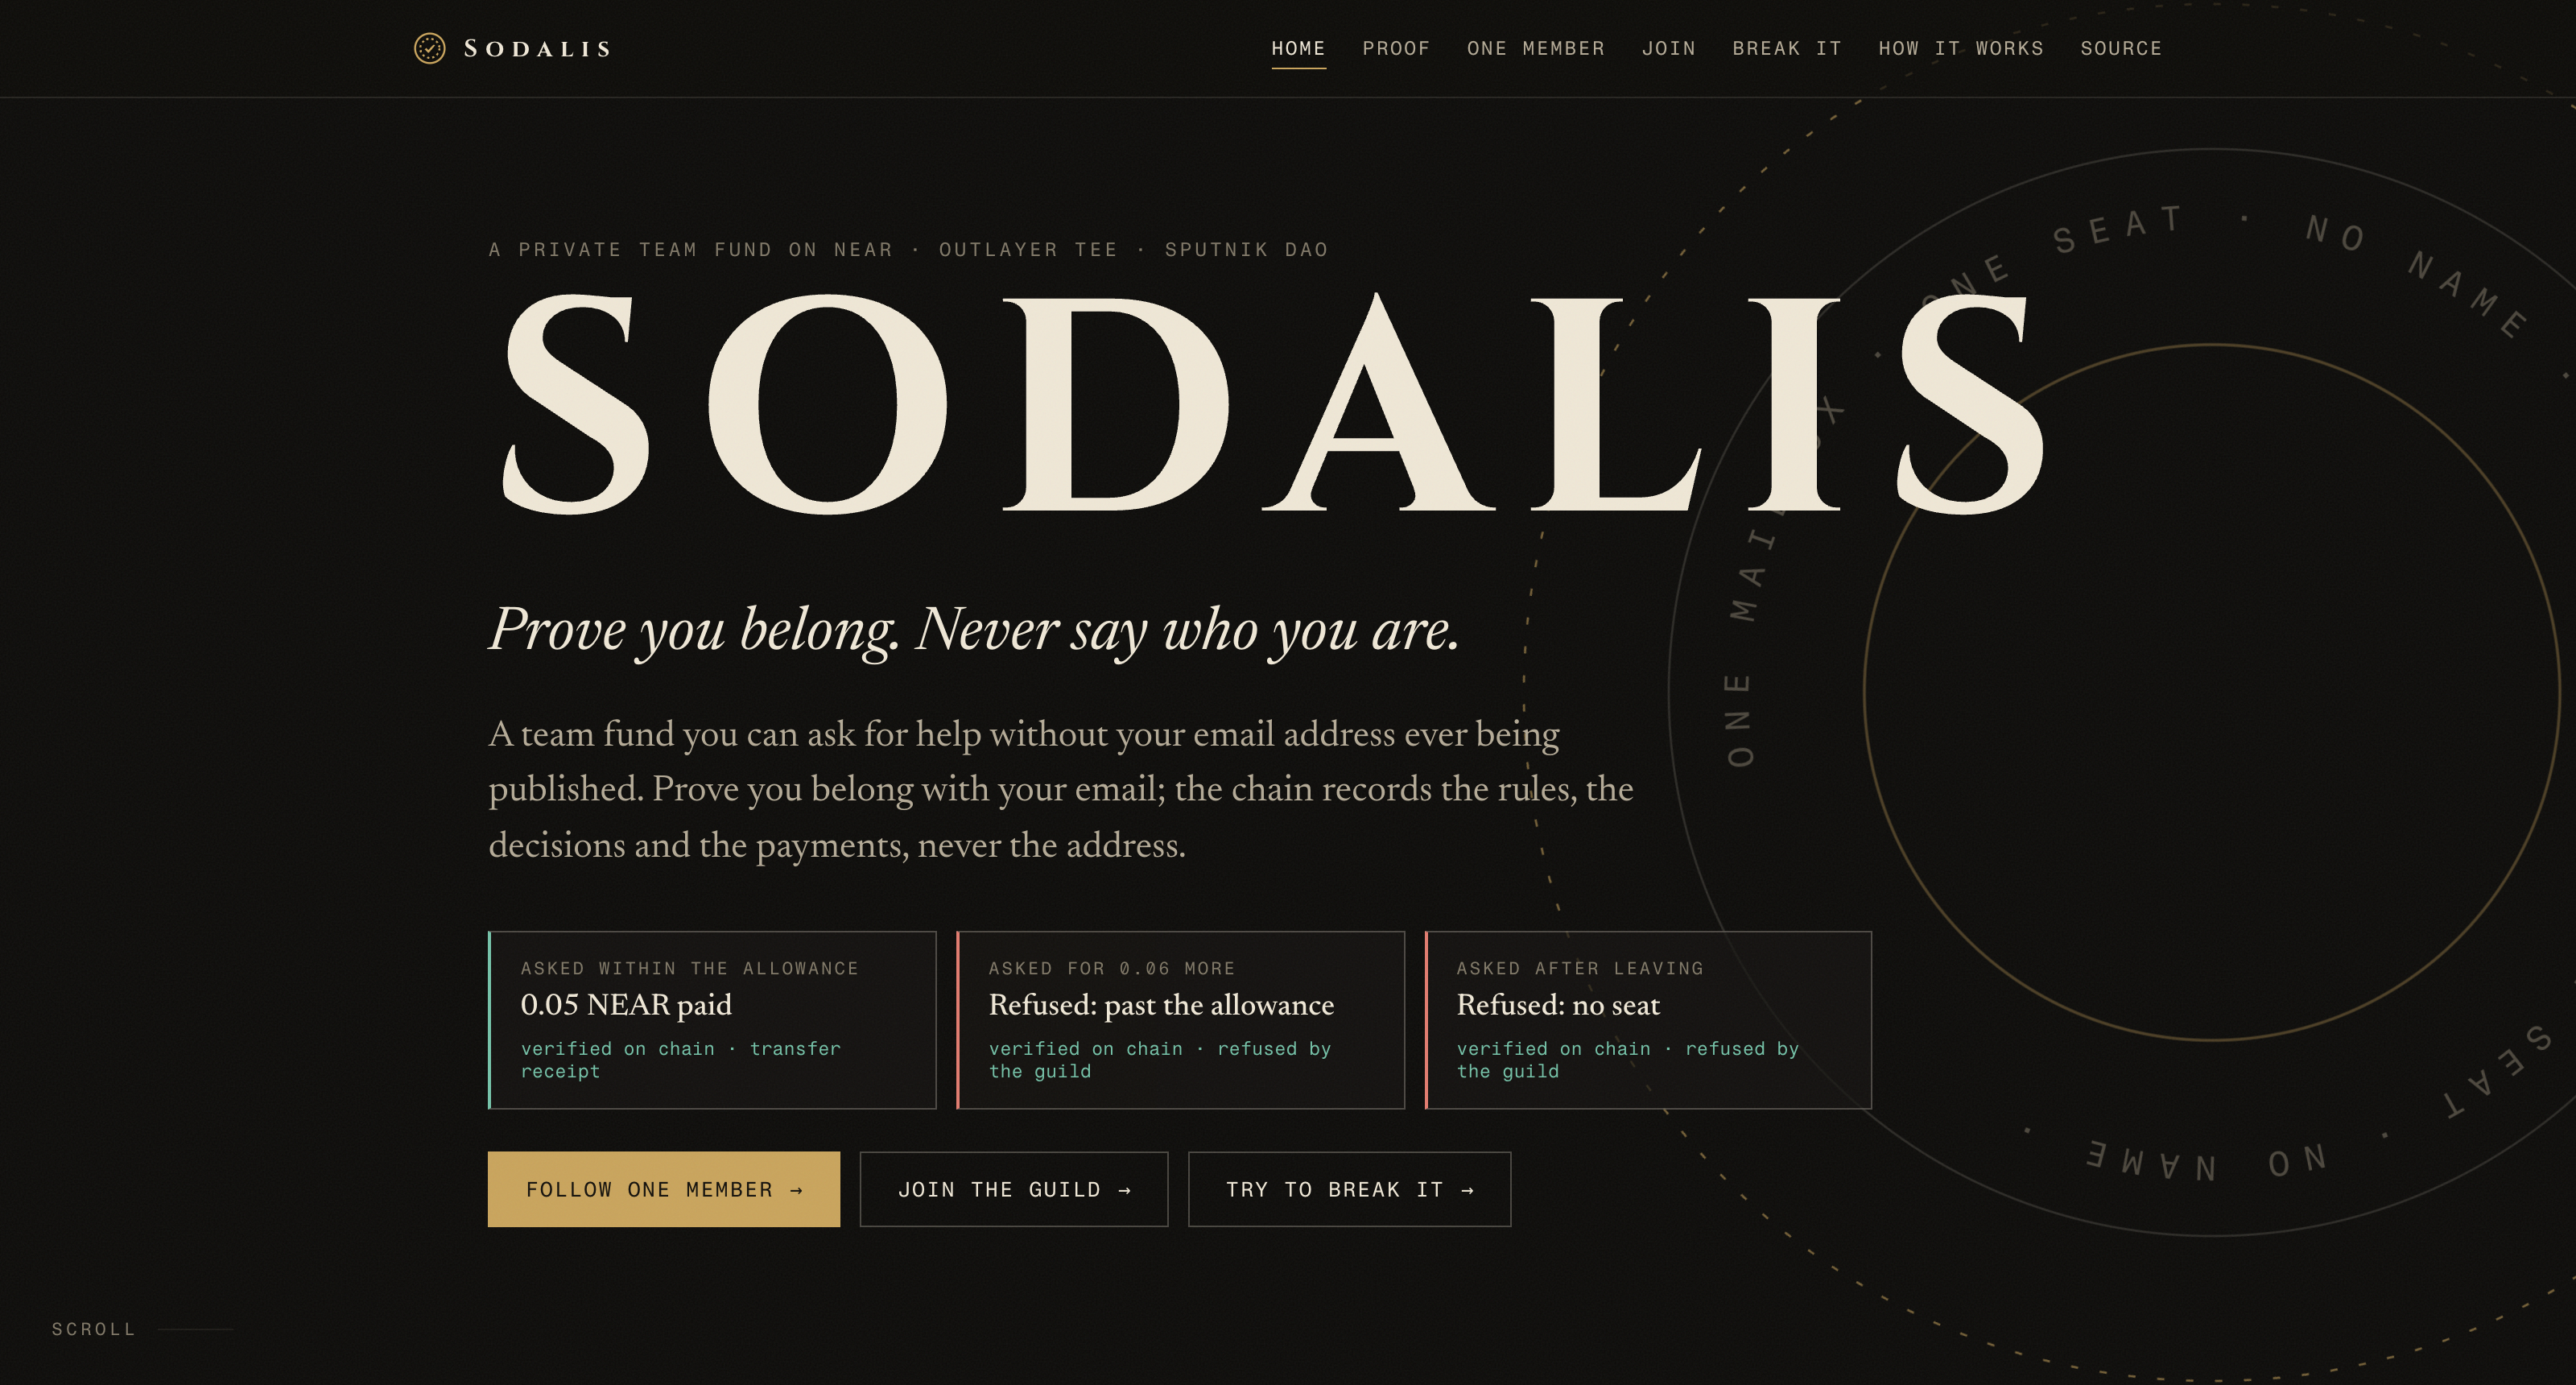 SODALIS
HOME PROOF ONE MEMBER JOIN BREAK IT HOW IT WORKS SOURCE
A PRIVATE TEAM FUND ON NEAR · OUTLAYER TEE · SPUTNIK DAO
SODALIS
Prove you belong. Never say who you are.
A team fund you can ask for help without your email address ever being
published. Prove you belong with your email; the chain records the rules, the
decisions and the payments, never the address.
ASKED WITHIN THE ALLOWANCE
0.05 NEAR paid
verified on chain · transfer
receipt
ASKED FOR 0.06 MORE
Refused: past the allowance
verified on chain · refused by
the guild
ASKED AFTER LEAVING
Refused: no seat
verified on chain · refused by
the guild
FOLLOW ONE MEMBER →
JOIN THE GUILD →
TRY TO BREAK IT →
SCROLL
ONE · ONE SEAT · NO NAME ·
SEAT · NO NAME ·